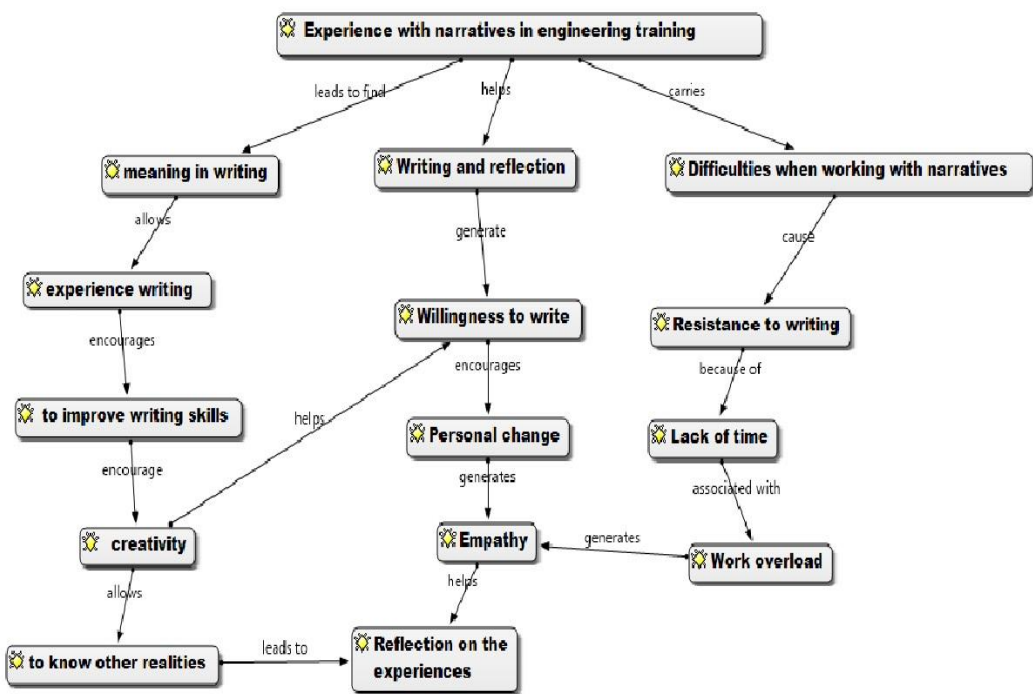 Experience with narratives in engineering training
leads to find
helps
carries
meaning in writing
Writing and reflection
Difficulties when working with narratives
allows
generate
cause
experience writing
Willingness to write
Resistance to writing
encourages
encourages
because of
to improve writing skills
helps
Personal change
Lack of time
encourage
generates
associated with
creativity
Empathy
generates
Work overload
allows
helps
to know other realities
leads to
Reflection on the
experiences